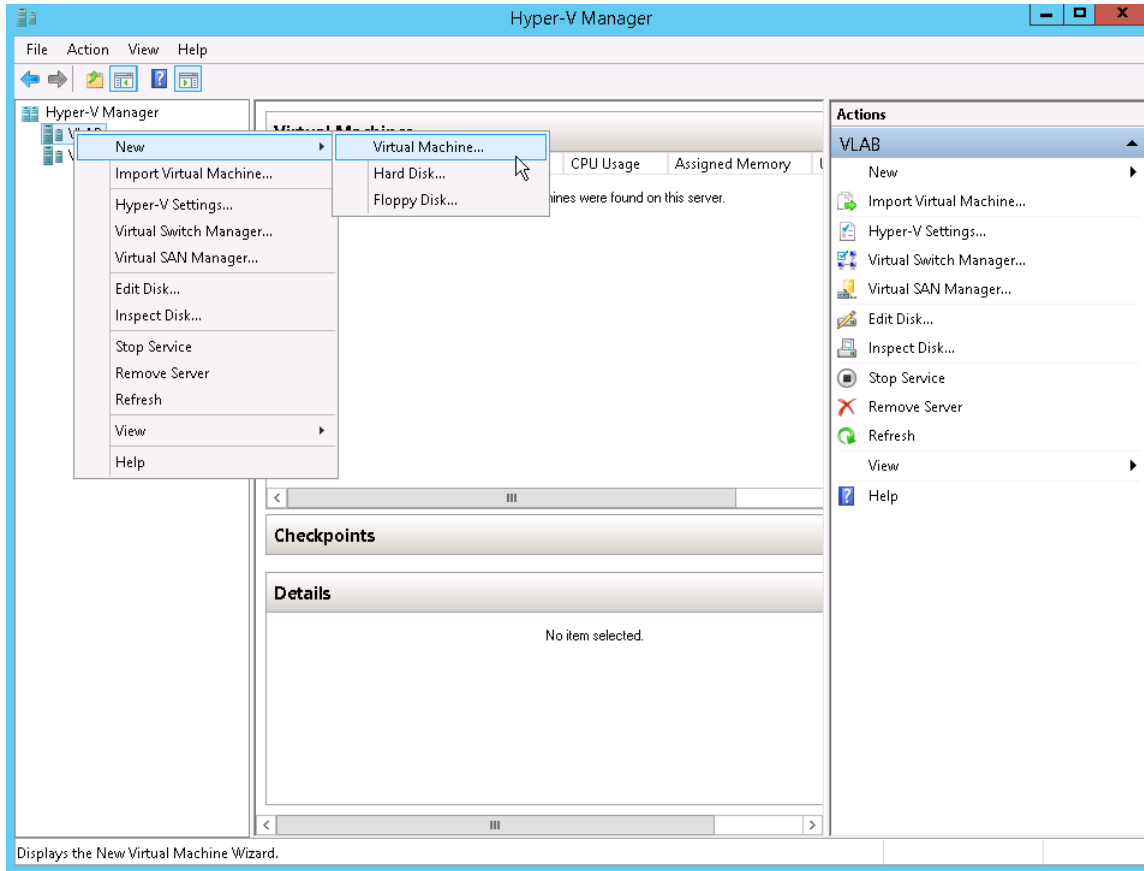 Hyper-V Manager
File Action View Help
Hyper-V Manager
New
Import Virtual Machine...
Hyper-V Settings...
Virtual Switch Manager...
Virtual SAN Manager...
Edit Disk...
Inspect Disk...
Stop Service
Remove Server
Refresh
View
Help
Virtual Machine...
Hard Disk...
Floppy Disk...
CPU Usage Assigned Memory
were found on this server.
Checkpoints
Details
No item selected.
Actions
VLAB
New
Import Virtual Machine...
Hyper-V Settings...
Virtual Switch Manager...
Virtual SAN Manager...
Edit Disk...
Inspect Disk...
Stop Service
Remove Server
Refresh
View
Help
Displays the New Virtual Machine Wizard.